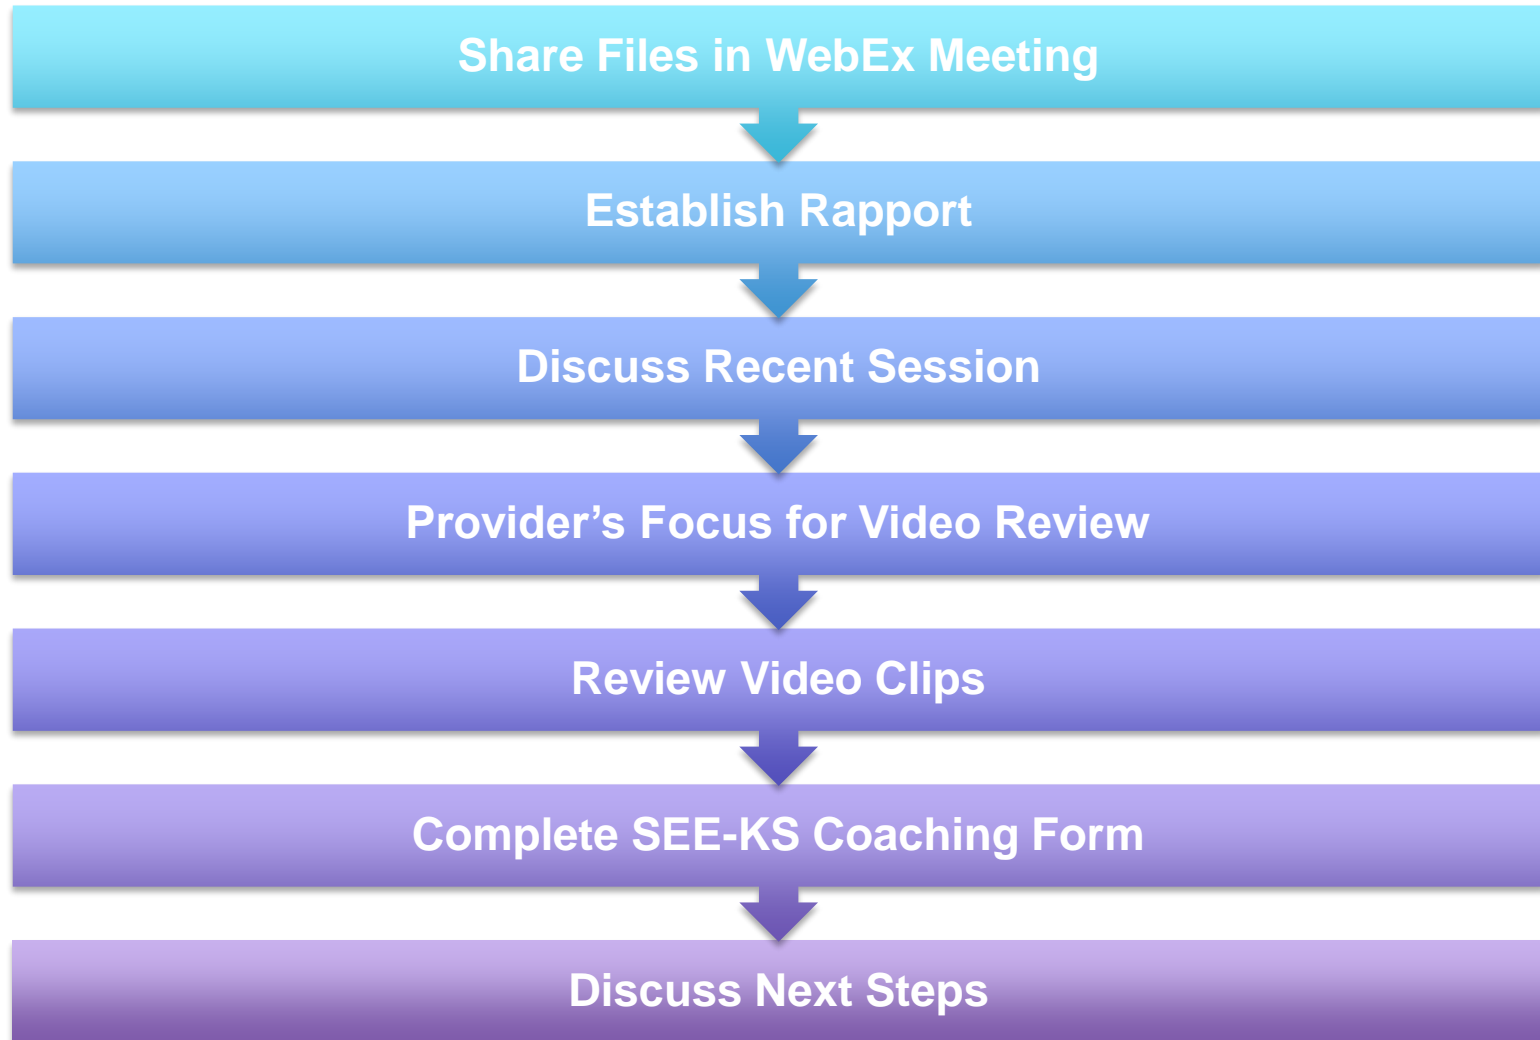 Share Files in WebEx Meeting
Establish Rapport
Discuss Recent Session
Provider’s Focus for Video Review
Review Video Clips
Complete SEE-KS Coaching Form
Discuss Next Steps